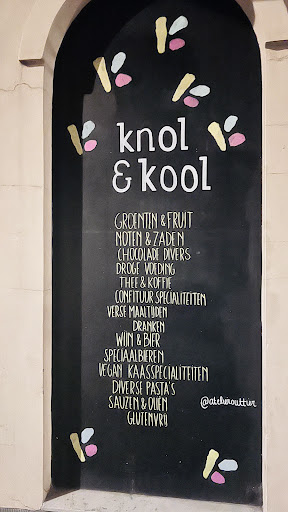 knol
& kool
GROENTEN & FRUIT
NOTEN & ZADEN
CHOCOLADE DIVERS
DROGE VOEDING
THEE & KOFFIE
CONFITUUR SPECIALITEITEN
VERSE MAALTIJDEN
DRANKEN
WIJN & BIER
SPECIAALBIEREN
VEGAN KAASSPECIALITEITEN
DIVERSE PASTA'S
SAUZEN & OLIËN
GLUTENVRIJ
@atelierouttier